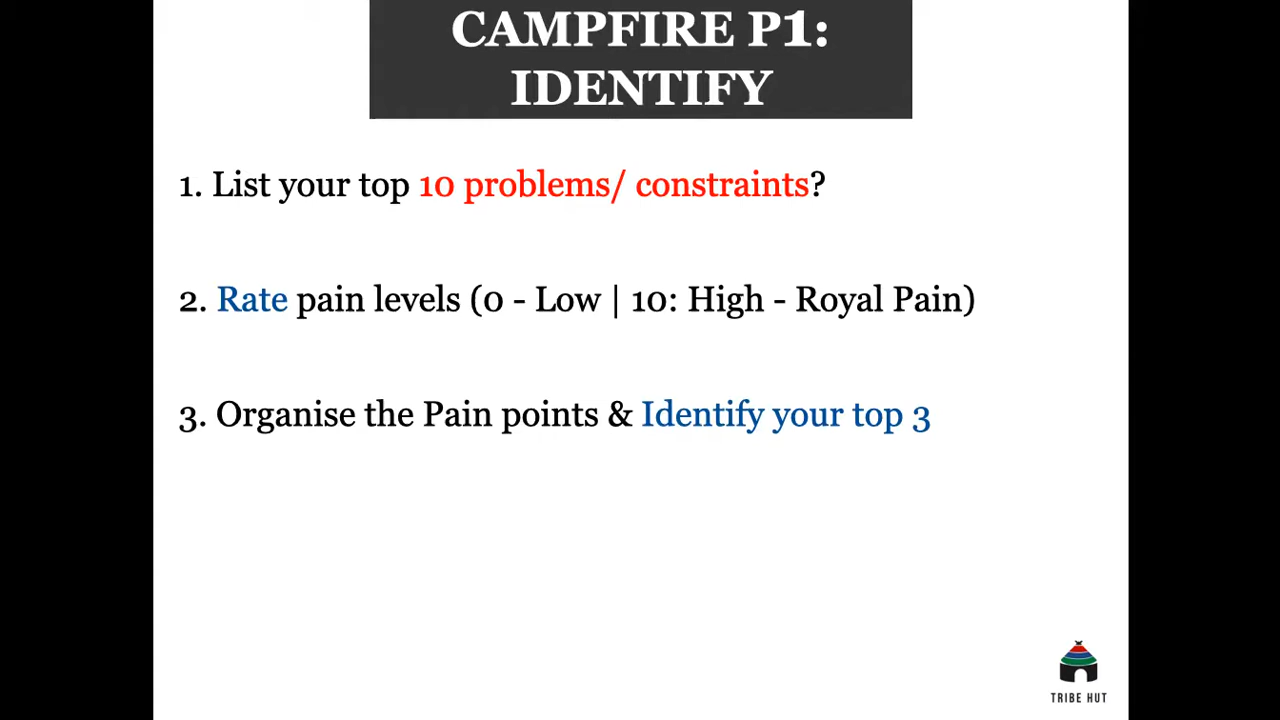 CAMPFIRE P1:
IDENTIFY
1. List your top 10 problems/ constraints?
2. Rate pain levels (0 - Low | 10: High - Royal Pain)
3. Organise the Pain points & Identify your top 3
TRIBE HUT